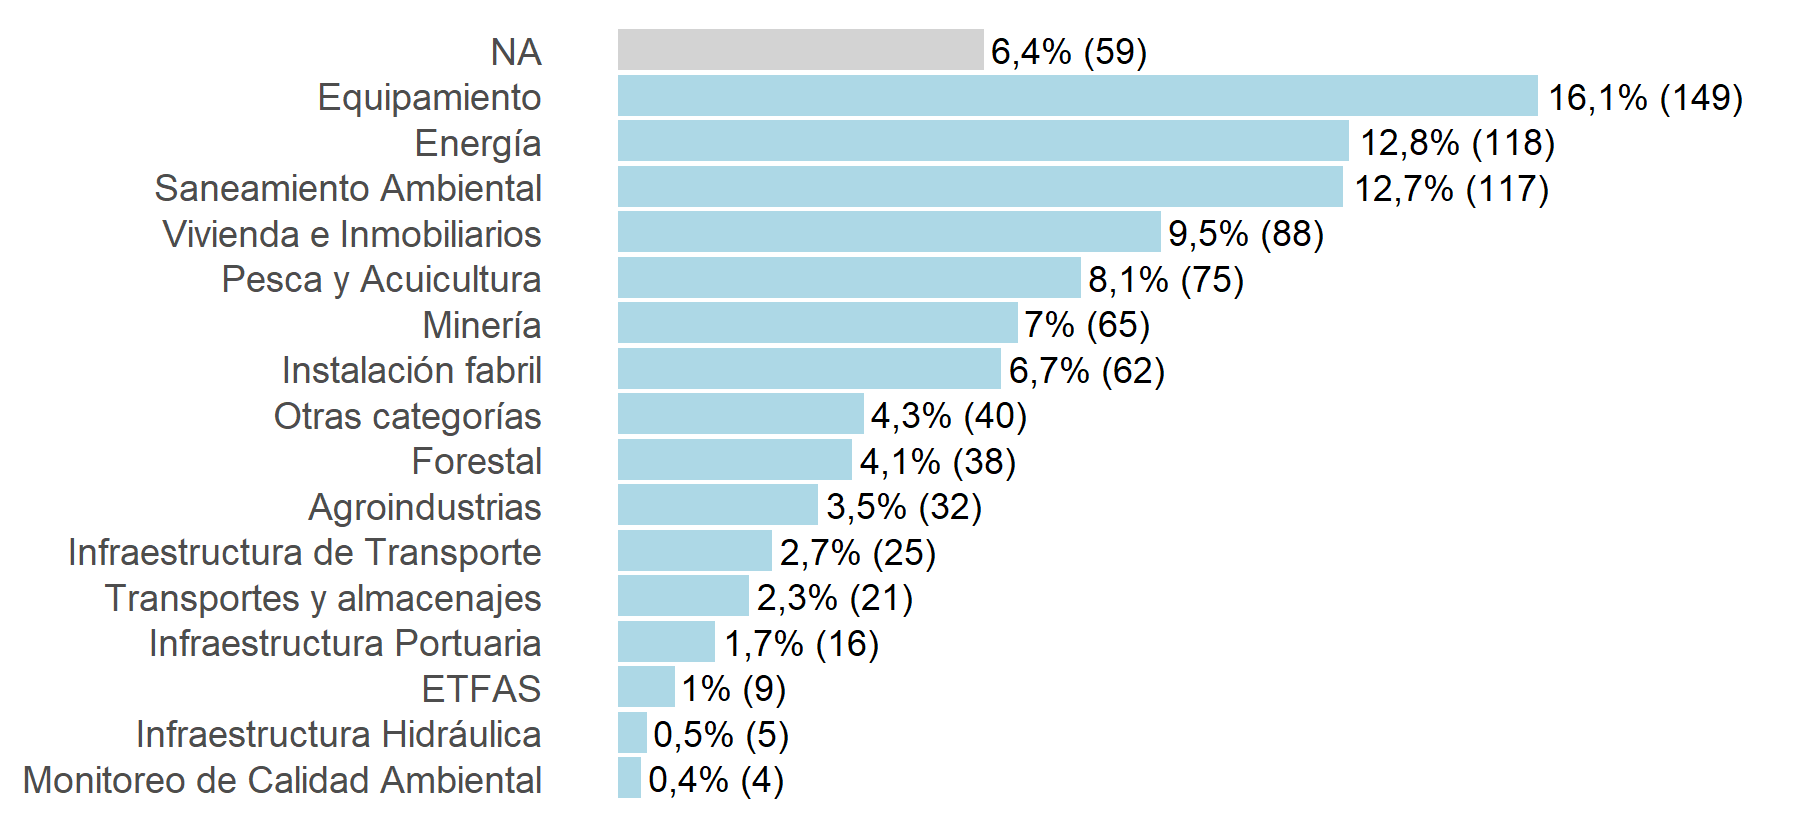 NA 6,4% (59)
Equipamiento 16,1% (149)
Energía 12,8% (118)
Saneamiento Ambiental 12,7% (117)
Vivienda e Inmobiliarios 9,5% (88)
Pesca y Acuicultura 8,1% (75)
Minería 7% (65)
Instalación fabril 6,7% (62)
Otras categorías 4,3% (40)
Forestal 4,1% (38)
Agroindustrias 3,5% (32)
Infraestructura de Transporte 2,7% (25)
Transportes y almacenajes 2,3% (21)
Infraestructura Portuaria 1,7% (16)
ETFAS 1% (9)
Infraestructura Hidráulica 0,5% (5)
Monitoreo de Calidad Ambiental 0,4% (4)